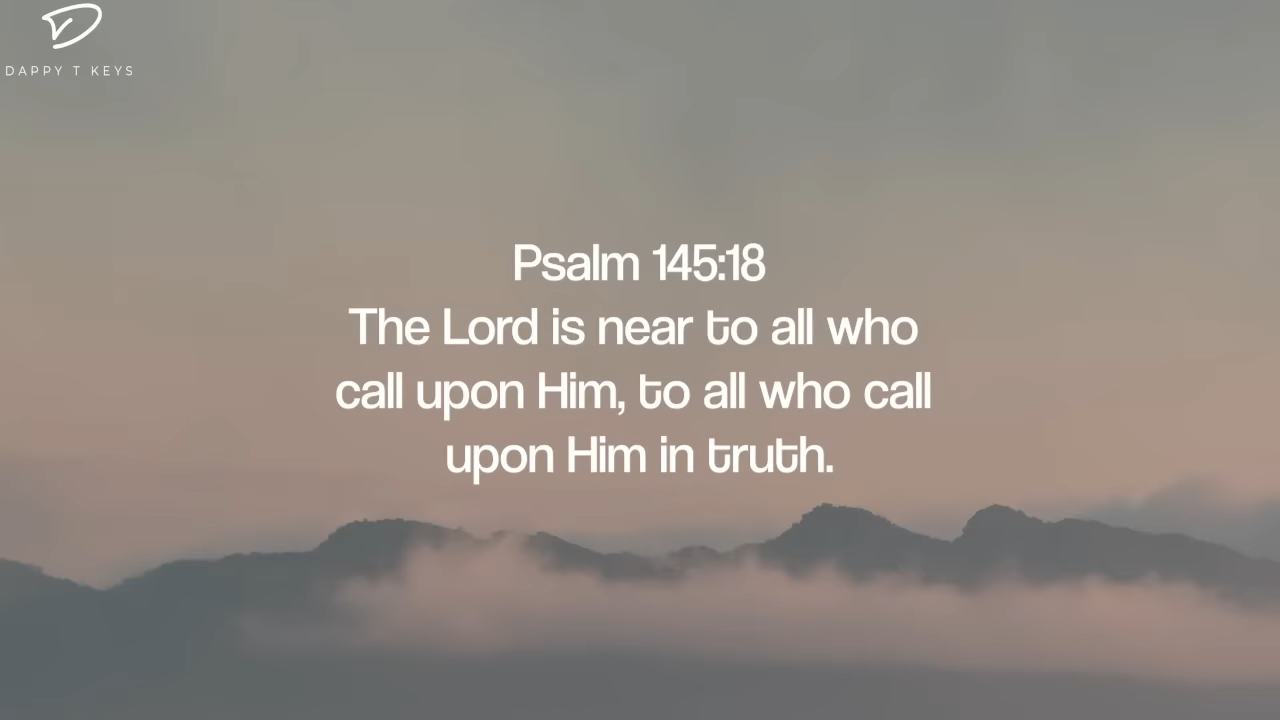 DAPPY T KEYS
Psalm 145:18
The Lord is near to all who
call upon Him, to all who call
upon Him in truth.